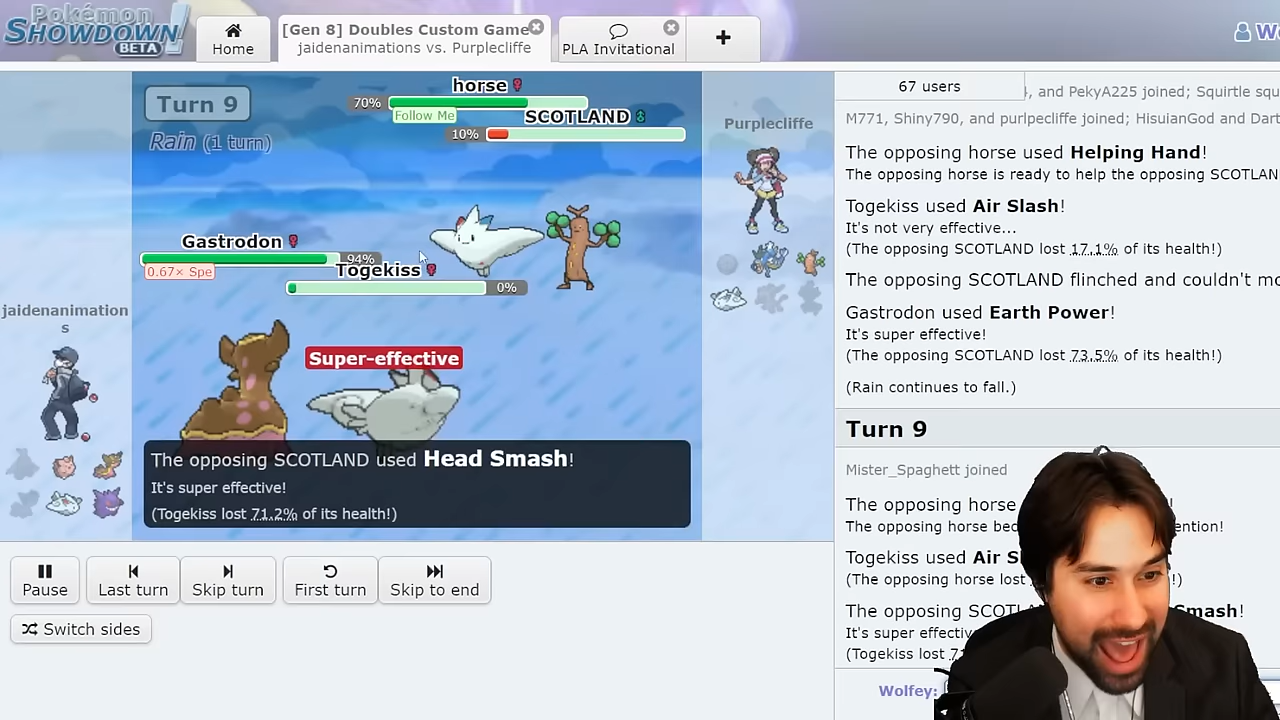 Pokémon
SHOWDOWN!
BETA
Home
[Gen 8] Doubles Custom Game
jaidenanimations vs. Purplecliffe
PLA Invitational
+
Turn 9
Rain (1 turn)
horse
70%
Follow Me
SCOTLAND
10%
Gastrodon
94%
0.67× Spe
Togekiss
0%
Super-effective
The opposing SCOTLAND used Head Smash!
It's super effective!
(Togekiss lost 71.2% of its health!)
jaidenanimation
s
Purplecliffe
Pause
Last turn
Skip turn
First turn
Skip to end
Switch sides
67 users
, and PekyA225 joined; Squirtle squ
M771, Shiny790, and purlpecliffe joined; HisuianGod and Dart
The opposing horse used Helping Hand!
The opposing horse is ready to help the opposing SCOTLAN
Togekiss used Air Slash!
It's not very effective...
(The opposing SCOTLAND lost 17.1% of its health!)
The opposing SCOTLAND flinched and couldn't mo
Gastrodon used Earth Power!
It's super effective!
(The opposing SCOTLAND lost 73.5% of its health!)
(Rain continues to fall.)
Turn 9
Mister_Spaghett joined
The opposing horse
The opposing horse
Togekiss used Air
(The opposing horse lost
The opposing Smash!
It's super
(Togekiss lost
Wolfey: